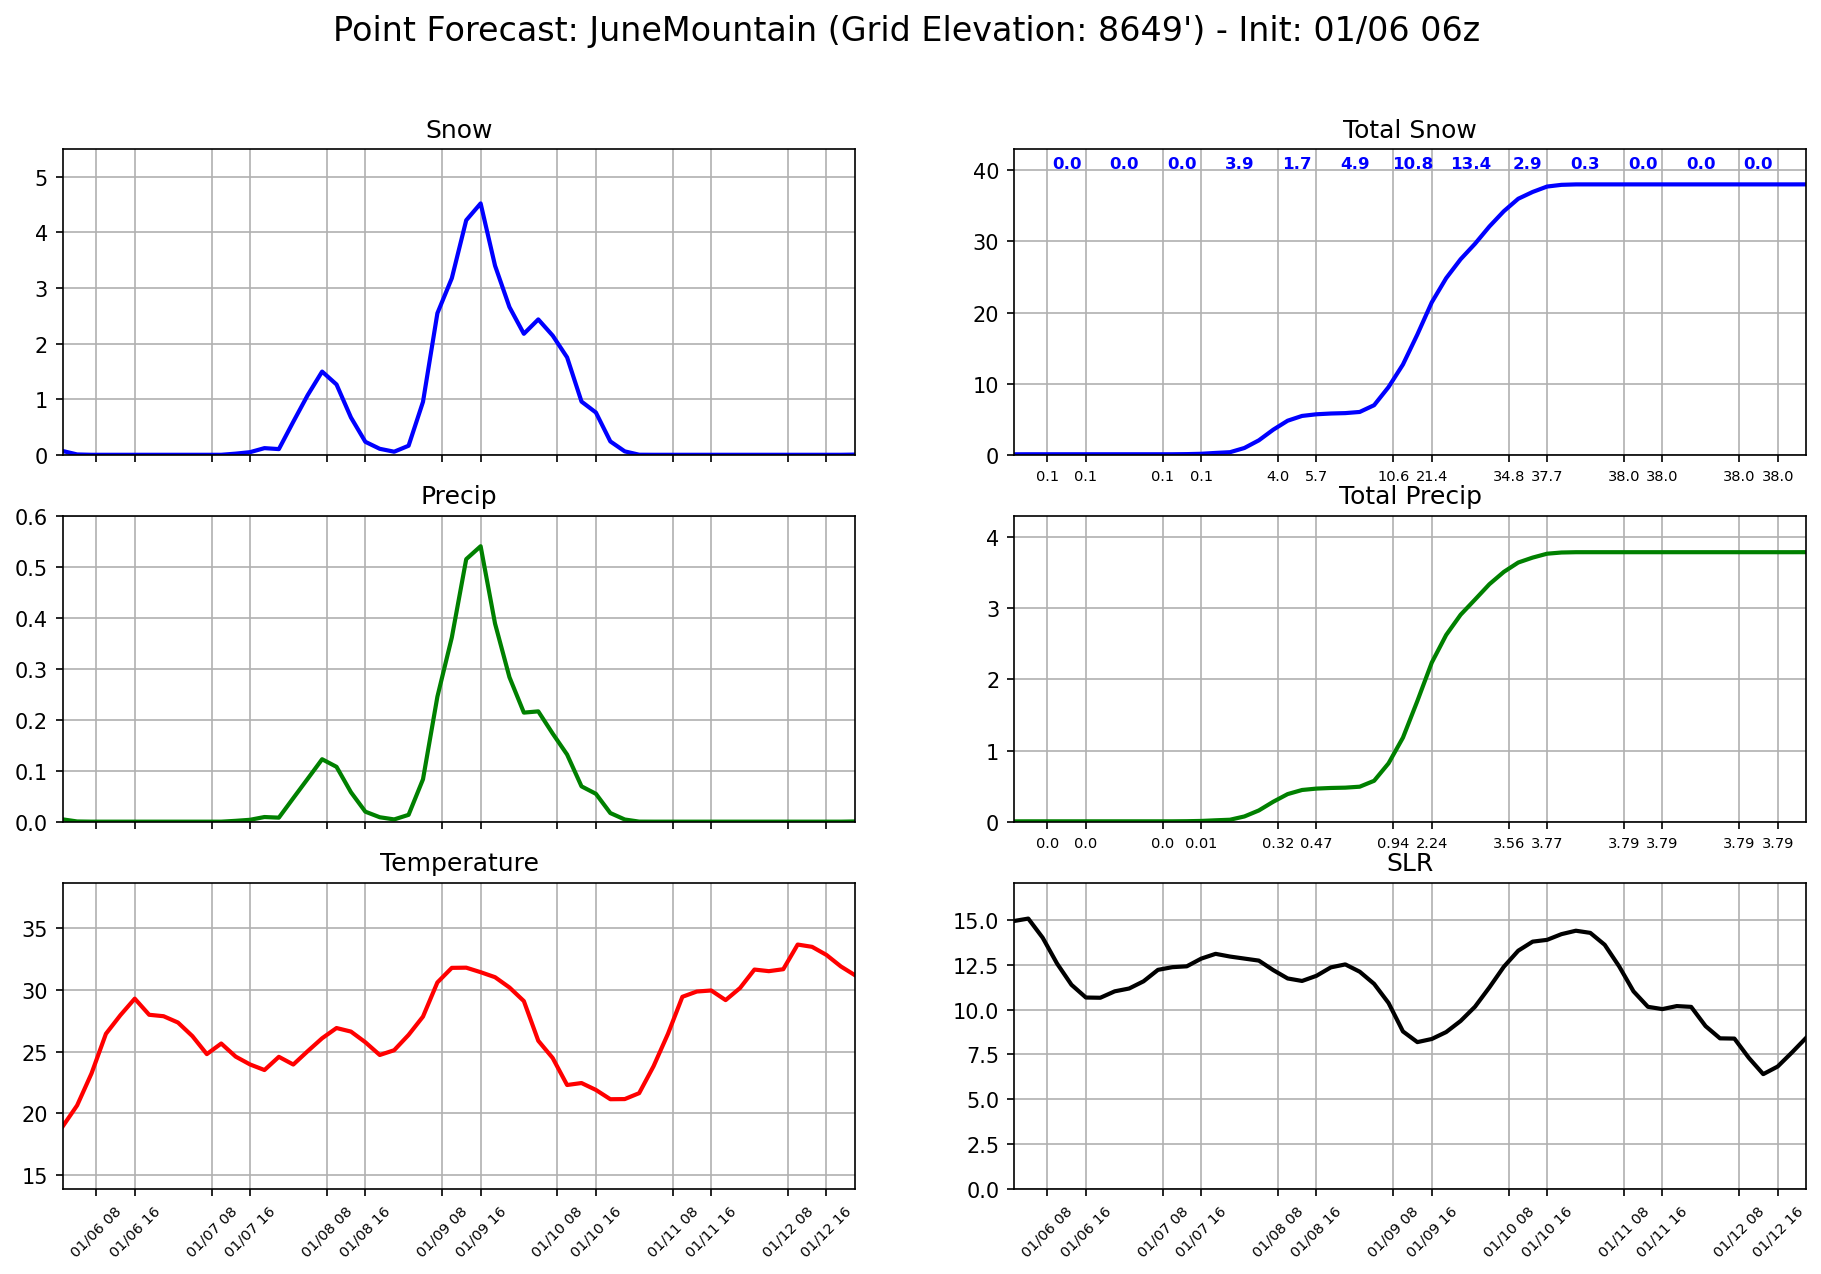 Point Forecast: JuneMountain (Grid Elevation: 8649') - Init: 01/06 06z
Snow
5
4
3
2
1
0
Total Snow
0.0 0.0 0.0 3.9 1.7 4.9 10.8 13.4 2.9 0.3 0.0 0.0 0.0
40
30
20
10
0
0.1 0.1 0.1 0.1 4.0 5.7 10.6 21.4 34.8 37.7 38.0 38.0 38.0 38.0
Precip
0.6
0.5
0.4
0.3
0.2
0.1
0.0
Total Precip
4
3
2
1
0
0.0 0.0 0.0 0.01 0.32 0.47 0.94 2.24 3.56 3.77 3.79 3.79 3.79 3.79
Temperature
35
30
25
20
15
01/06 08 01/06 16 01/07 08 01/07 16 01/08 08 01/08 16 01/09 08 01/09 16 01/10 08 01/10 16 01/11 08 01/11 16 01/12 08 01/12 16
SLR
15.0
12.5
10.0
7.5
5.0
2.5
0.0
01/06 08 01/06 16 01/07 08 01/07 16 01/08 08 01/08 16 01/09 08 01/09 16 01/10 08 01/10 16 01/11 08 01/11 16 01/12 08 01/12 16